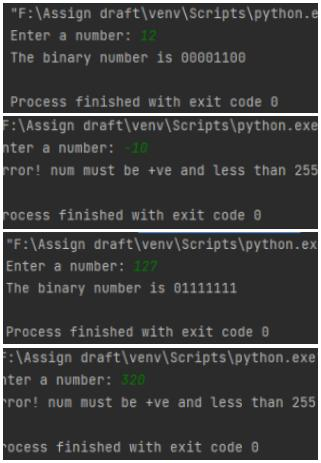 "F:\Assign draft\venv\Scripts\python.e
Enter a number: 12
The binary number is 00001100
Process finished with exit code 0
F:\Assign draft\venv\Scripts\python.exe
nter a number: -10
rror! num must be +ve and less than 255
rocess finished with exit code 0
"F:\Assign draft\venv\Scripts\python.ex
Enter a number: 127
The binary number is 01111111
Process finished with exit code 0
F:\Assign draft\venv\Scripts\python.exe"
nter a number: 320
rror! num must be +ve and less than 255
ocess finished with exit code 0